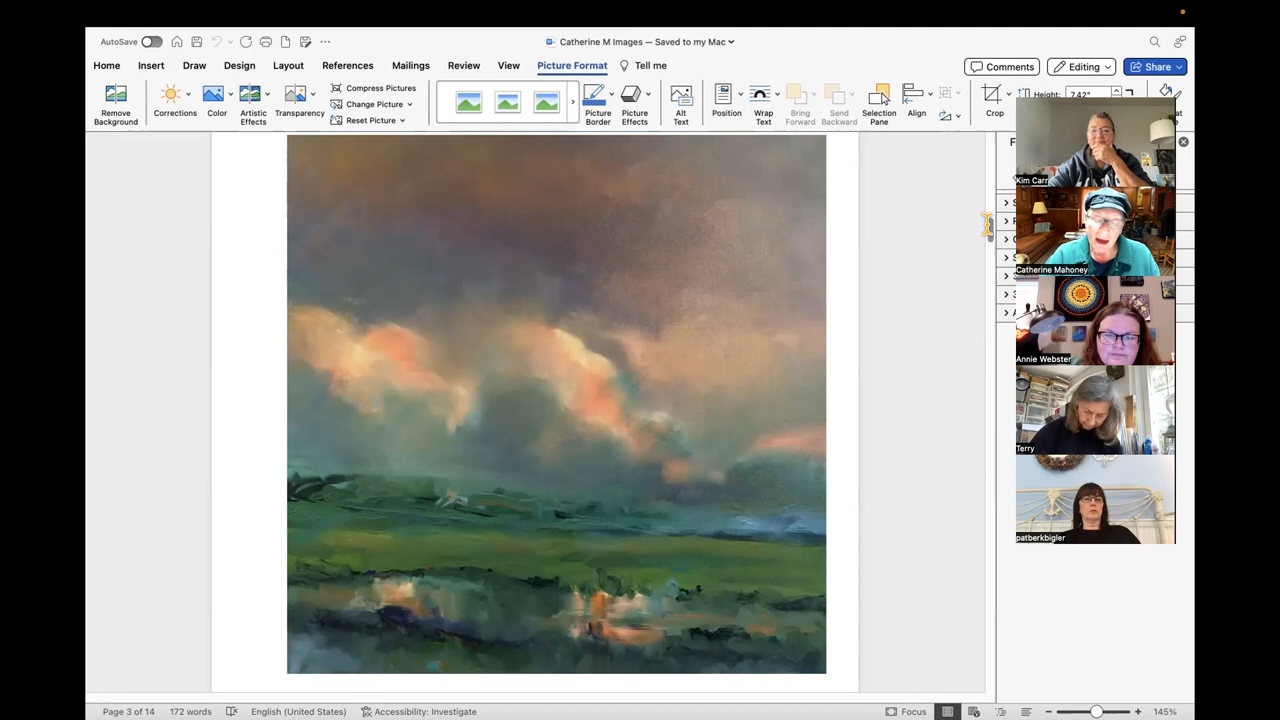 AutoSave
Catherine M Images — Saved to my Mac
Home Insert Draw Design Layout References Mailings Review View Picture Format Tell me
Comments Editing Share
Remove Background
Corrections
Color
Artistic Effects
Transparency
Compress Pictures
Change Picture
Reset Picture
Picture Border
Picture Effects
Alt Text
Position
Wrap Text
Bring Forward
Send Backward
Selection Pane
Align
Crop
Height: 7.42"
Kim Carr
Catherine Mahoney
Annie Webster
Terry
patberkbigler
Page 3 of 14 172 words English (United States) Accessibility: Investigate Focus 145%